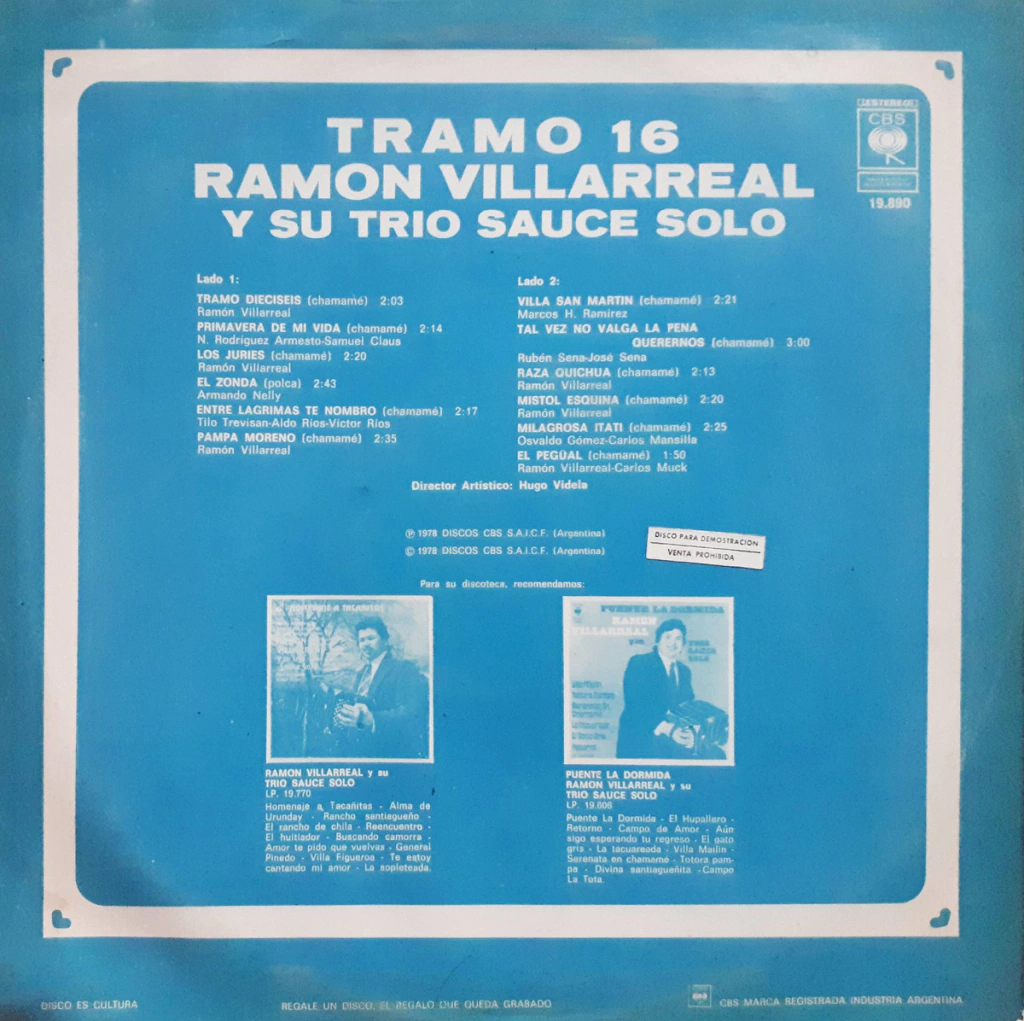 ESTEREO
CBS
19.890
TRAMO 16
RAMON VILLARREAL
Y SU TRIO SAUCE SOLO
Lado 1:
TRAMO DIECISEIS (chamamé) 2:03
Ramón Villarreal
PRIMAVERA DE MI VIDA (chamamé) 2:14
N. Rodríguez Armesto-Samuel Claus
LOS JURIES (chamamé) 2:20
Ramón Villarreal
EL ZONDA (polca) 2:43
Armando Nelly
ENTRE LAGRIMAS TE NOMBRO (chamamé) 2:17
Tilo Trevisan-Aldo Ríos-Víctor Ríos
PAMPA MORENO (chamamé) 2:35
Ramón Villarreal
Lado 2:
VILLA SAN MARTIN (chamamé) 2:21
Marcos H. Ramírez
TAL VEZ NO VALGA LA PENA
QUERERNOS (chamamé) 3:00
Rubén Sena-José Sena
RAZA QUICHUA (chamamé) 2:13
Ramón Villarreal
MISTOL ESQUINA (chamamé) 2:20
Ramón Villarreal
MILAGROSA ITATI (chamamé) 2:25
Osvaldo Gómez-Carlos Mansilla
EL PEGÜAL (chamamé) 1:50
Ramón Villarreal-Carlos Muck
Director Artístico: Hugo Videla
Ⓟ 1978 DISCOS CBS S.A.I.C.F. (Argentina)
© 1978 DISCOS CBS S.A.I.C.F. (Argentina)
DISCO PARA DEMOSTRACION
VENTA PROHIBIDA
Para su discoteca, recomendamos:
HOMENAJE A TACAÑITAS
PUENTE LA DORMIDA
RAMON
VILLARREAL
RAMON VILLARREAL y su
TRIO SAUCE SOLO
LP. 19.770
Homenaje a Tacañitas - Alma de
Urunday - Rancho santiagueño -
El rancho de chila - Reencuentro -
El huitiador - Buscando camorra -
Amor te pido que vuelvas - General
Pinedo - Villa Figueroa - Te estoy
cantando mi amor - La sopleteada.
PUENTE LA DORMIDA
RAMON VILLARREAL y su
TRIO SAUCE SOLO
LP. 19.606
Puente La Dormida - El Hupallero -
Retorno - Campo de Amor - Aún
sigo esperando tu regreso - El gato
gris - La tacuareada - Villa Mailin -
Serenata en chamamé - Totora pam-
pa - Divina santiagueñita - Campo
La Tota.
DISCO ES CULTURA
REGALE UN DISCO, EL REGALO QUE QUEDA GRABADO
CBS MARCA REGISTRADA INDUSTRIA ARGENTINA